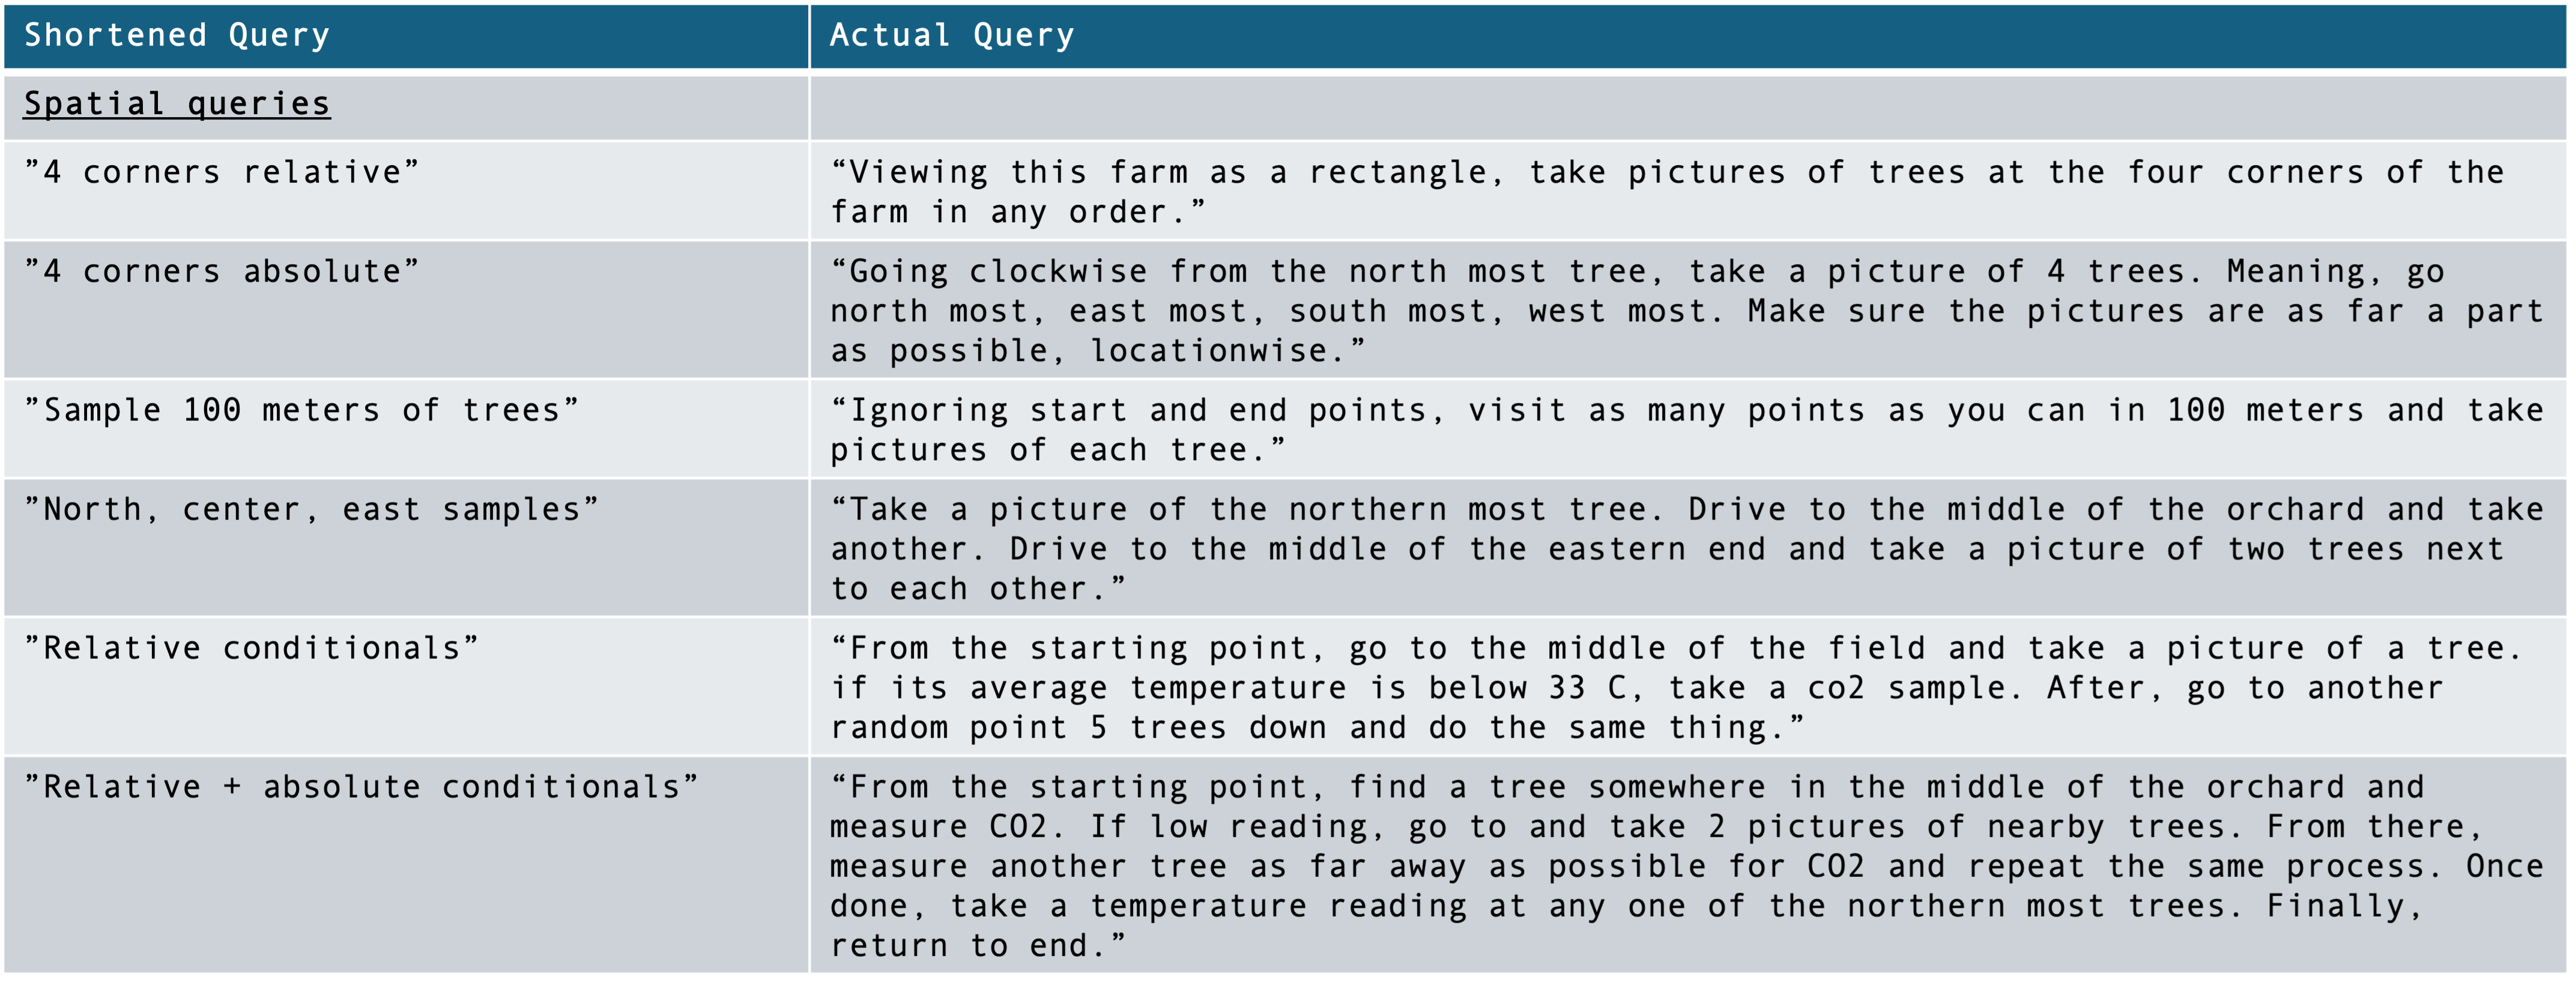 Shortened Query
Actual Query
Spatial queries
”4 corners relative”
“Viewing this farm as a rectangle, take pictures of trees at the four corners of the
farm in any order.”
”4 corners absolute”
“Going clockwise from the north most tree, take a picture of 4 trees. Meaning, go
north most, east most, south most, west most. Make sure the pictures are as far a part
as possible, locationwise.”
”Sample 100 meters of trees”
“Ignoring start and end points, visit as many points as you can in 100 meters and take
pictures of each tree.”
”North, center, east samples”
“Take a picture of the northern most tree. Drive to the middle of the orchard and take
another. Drive to the middle of the eastern end and take a picture of two trees next
to each other.”
”Relative conditionals”
“From the starting point, go to the middle of the field and take a picture of a tree.
if its average temperature is below 33 C, take a co2 sample. After, go to another
random point 5 trees down and do the same thing.”
”Relative + absolute conditionals”
“From the starting point, find a tree somewhere in the middle of the orchard and
measure CO2. If low reading, go to and take 2 pictures of nearby trees. From there,
measure another tree as far away as possible for CO2 and repeat the same process. Once
done, take a temperature reading at any one of the northern most trees. Finally,
return to end.”